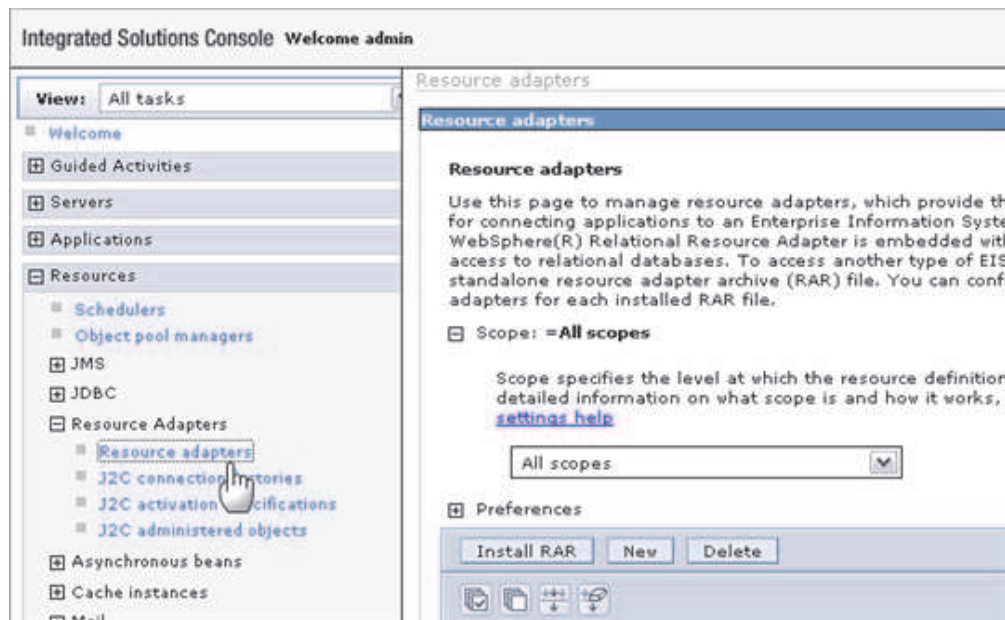 Integrated Solutions Console Welcome admin
View: All tasks
Welcome
Guided Activities
Servers
Applications
Resources
Schedulers
Object pool managers
JMS
JDBC
Resource Adapters
Resource adapters
J2C connection
J2C activation
J2C administered objects
Asynchronous beans
Cache instances
Mail
Resource adapters
Resource adapters
Resource adapters
Use this page to manage resource adapters, which provide th
for connecting applications to an Enterprise Information Syste
WebSphere(R) Relational Resource Adapter is embedded wit
access to relational databases. To access another type of EIS
standalone resource adapter archive (RAR) file. You can conf
adapters for each installed RAR file.
Scope: =All scopes
Scope specifies the level at which the resource definition
detailed information on what scope is and how it works,
settings help
All scopes
Preferences
Install RAR New Delete